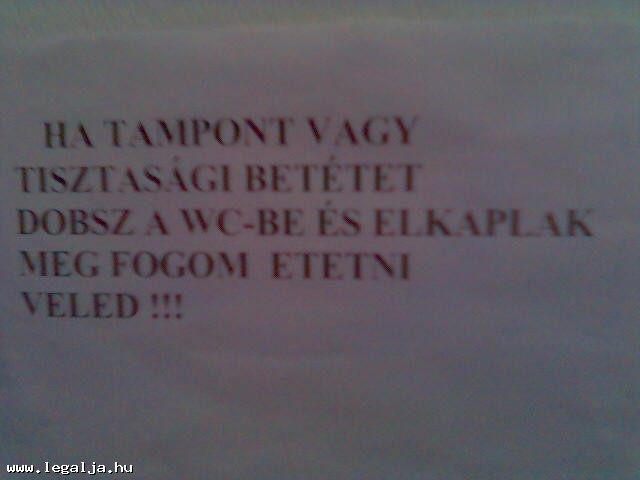 HA TAMPONT VAGY
TISZTASÁGI BETÉTET
DOBSZ A WC-BE ÉS ELKAPLAK
MEG FOGOM ETETNI
VELED !!!
www.legalja.hu